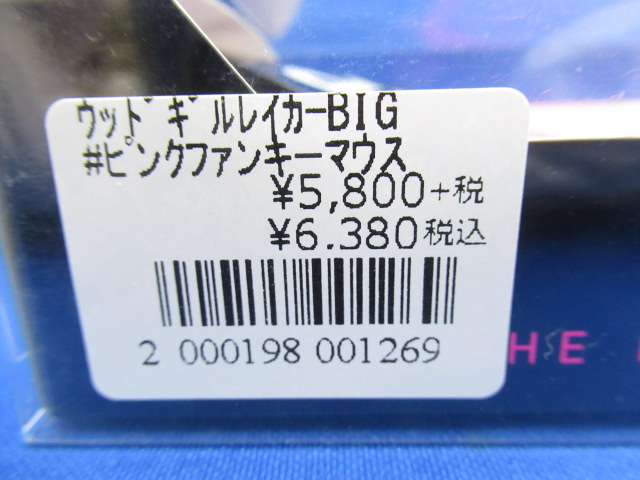 ウッドギルレイカーBIG
#ピンクファンキーマウス
¥5,800+税
¥6.380税込
2 000198 001269
HE